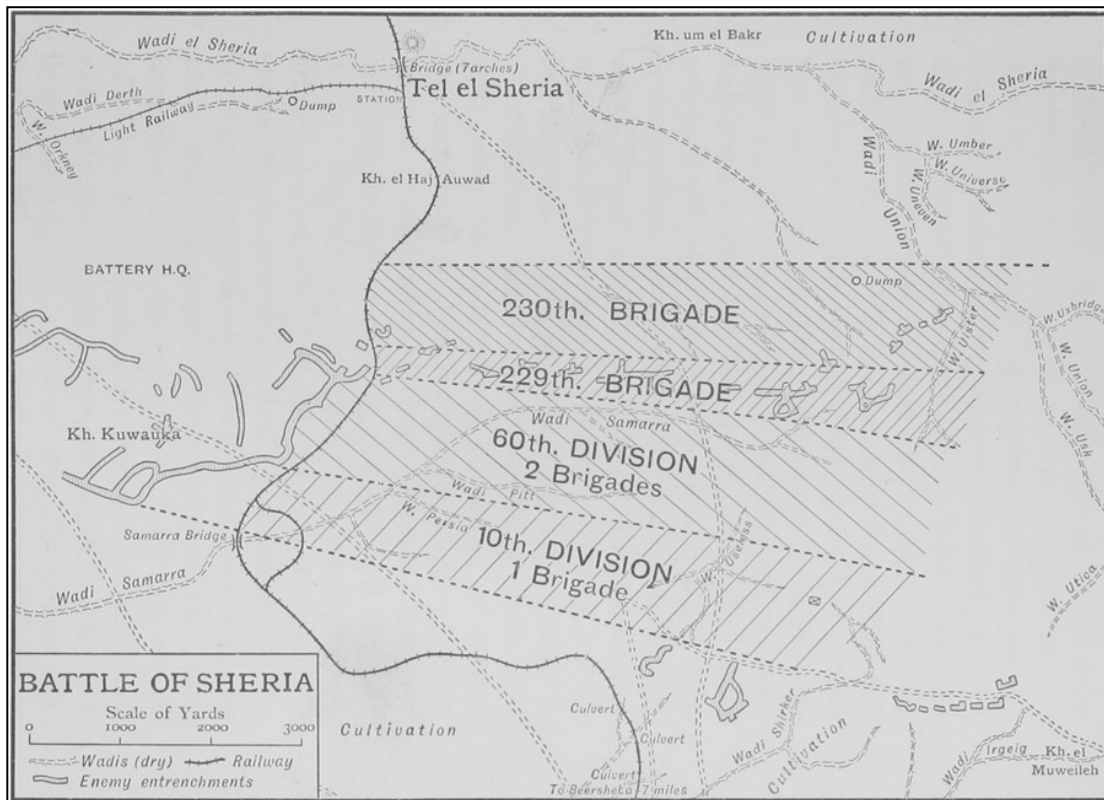 Wadi el Sheria
Kh. um el Bakr
Cultivation
Bridge (7 arches)
Tel el Sheria
Wadi el Sheria
Wadi Derth
Dump
STATION
Light Railway
W. Orkney
W. Umber
W. Universe
W. Uneven
Wadi Union
Kh. el Haj Auwad
BATTERY H.Q.
Dump
230th. BRIGADE
W. Ulster
W. Uxbridge
W. Union
W. Usk
229th. BRIGADE
Kh. Kuwauka
Wadi Samarra
60th. DIVISION
2 Brigades
Wadi Pitt
W. Persia
Samarra Bridge
10th. DIVISION
1 Brigade
W. Useless
W. Utica
Wadi Samarra
BATTLE OF SHERIA
Scale of Yards
0 1000 2000 3000
Wadis (dry) Railway
Enemy entrenchments
Cultivation
Culvert
Culvert
Culvert
To Beersheba 7 miles
Wadi Shirker
Cultivation
Wadi Irgeig
Kh. el
Muweileh